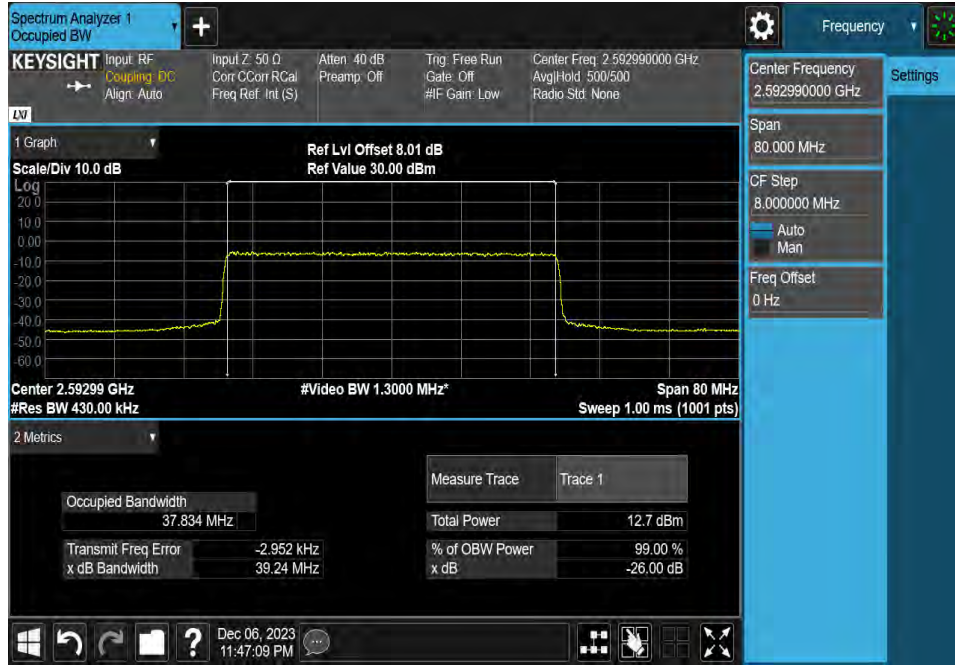 Spectrum Analyzer 1
Occupied BW
+
Frequency
KEYSIGHT
LXI
Input: RF
Coupling: DC
Align: Auto
Input Z: 50 Ω
Corr CCorr RCal
Freq Ref: Int (S)
Atten: 40 dB
Preamp: Off
Trig: Free Run
Gate: Off
#IF Gain: Low
Center Freq: 2.592990000 GHz
Avg|Hold: 500/500
Radio Std: None
Center Frequency
2.592990000 GHz
Settings
Span
80.000 MHz
CF Step
8.000000 MHz
Auto
Man
Freq Offset
0 Hz
1 Graph
Scale/Div 10.0 dB
Ref Lvl Offset 8.01 dB
Ref Value 30.00 dBm
Log
20.0
10.0
0.00
-10.0
-20.0
-30.0
-40.0
-50.0
-60.0
Center 2.59299 GHz
#Video BW 1.3000 MHz*
Span 80 MHz
#Res BW 430.00 kHz
Sweep 1.00 ms (1001 pts)
2 Metrics
Measure Trace Trace 1
Occupied Bandwidth
37.834 MHz
Total Power 12.7 dBm
Transmit Freq Error -2.952 kHz
% of OBW Power 99.00 %
x dB Bandwidth 39.24 MHz
x dB -26.00 dB
?
Dec 06, 2023
11:47:09 PM